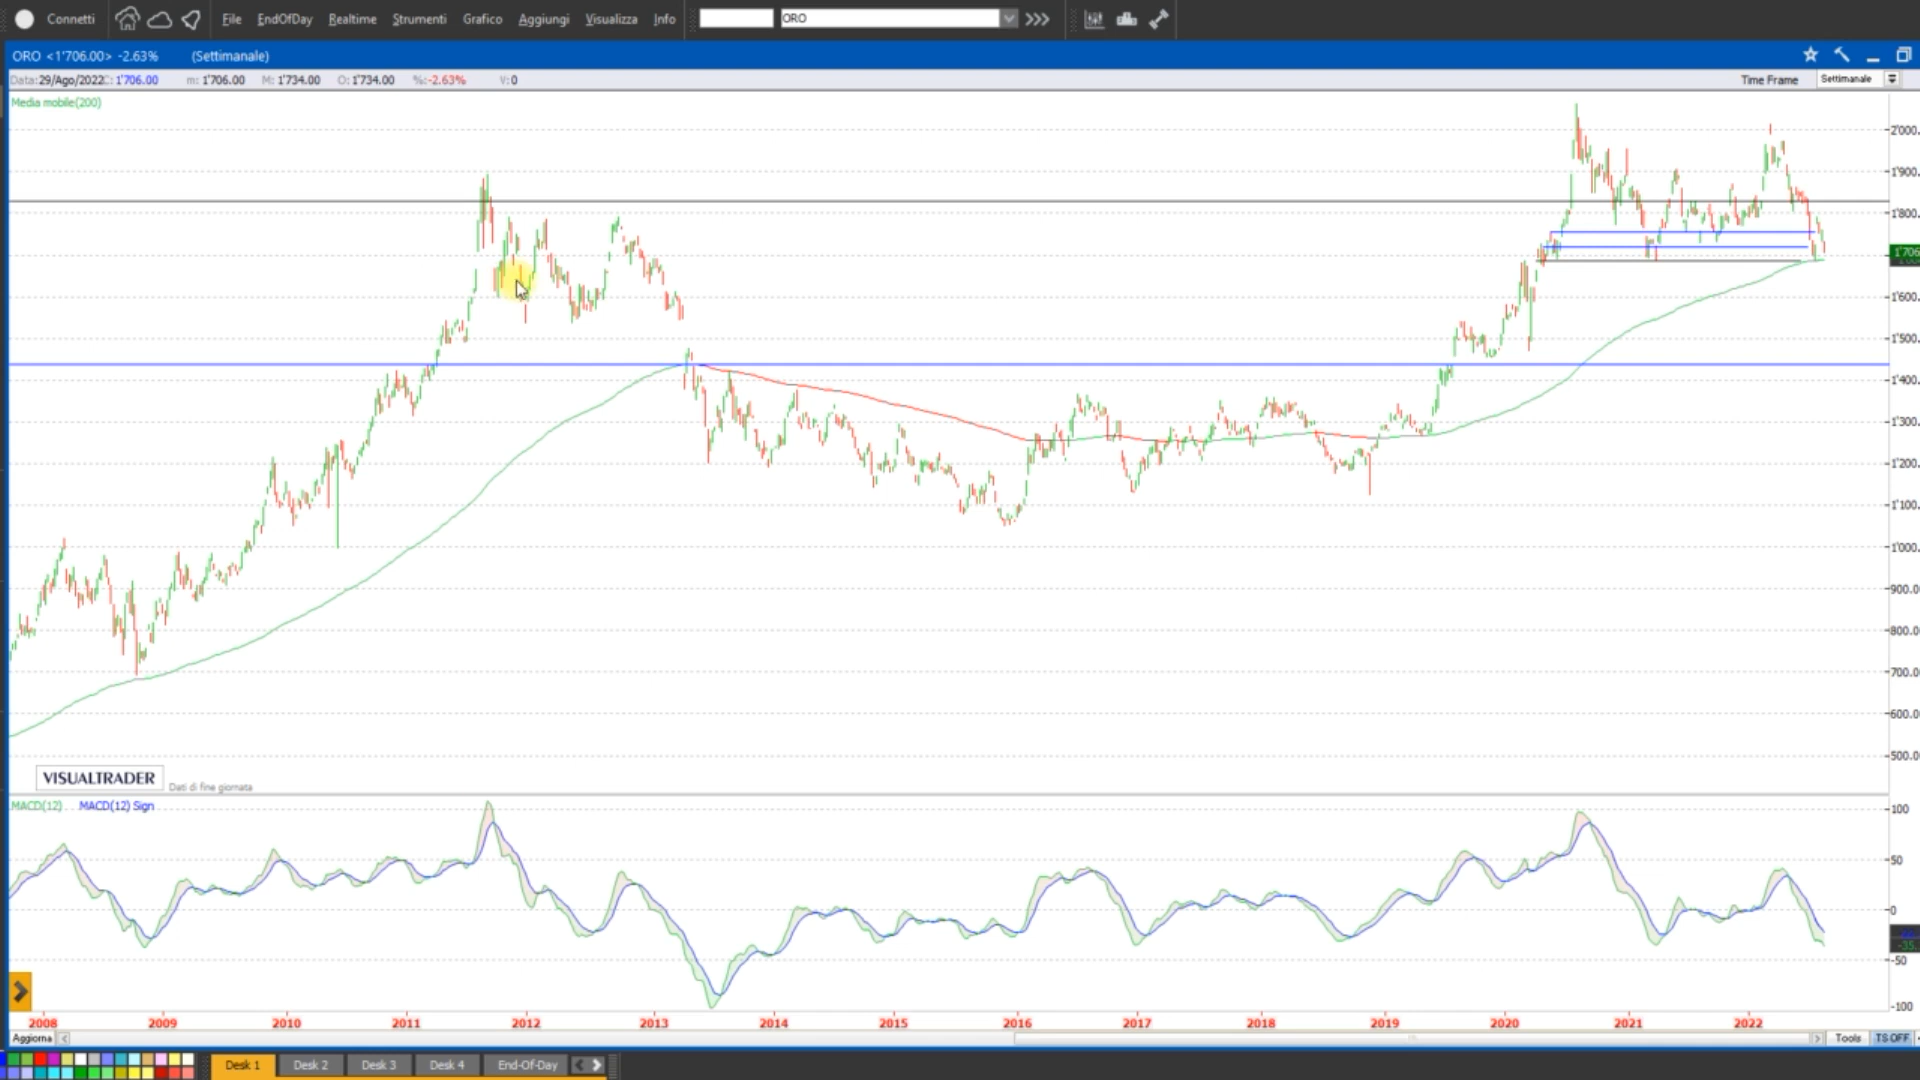 Connetti File EndOfDay Realtime Strumenti Grafico Aggiungi Visualizza Info ORO
ORO <1'706.00> -2.63% (Settimanale)
Data:29/Ago/2022C: 1'706.00 m: 1'706.00 M: 1'734.00 O: 1'734.00 %:-2.63% V:0 Time Frame Settimanale
Media mobile(200)
2'000.
1'900.
1'800.
1'706
1'600.
1'500.
1'400.
1'300.
1'200.
1'100.
1'000.
900.0
800.0
700.0
600.0
500.0
VISUALTRADER Dati di fine giornata
MACD(12) MACD(12) Sign
100
50
0
-35.
-50
-100
2008 2009 2010 2011 2012 2013 2014 2015 2016 2017 2018 2019 2020 2021 2022
Aggiorna Tools TS OFF
Desk 1 Desk 2 Desk 3 Desk 4 End-Of-Day